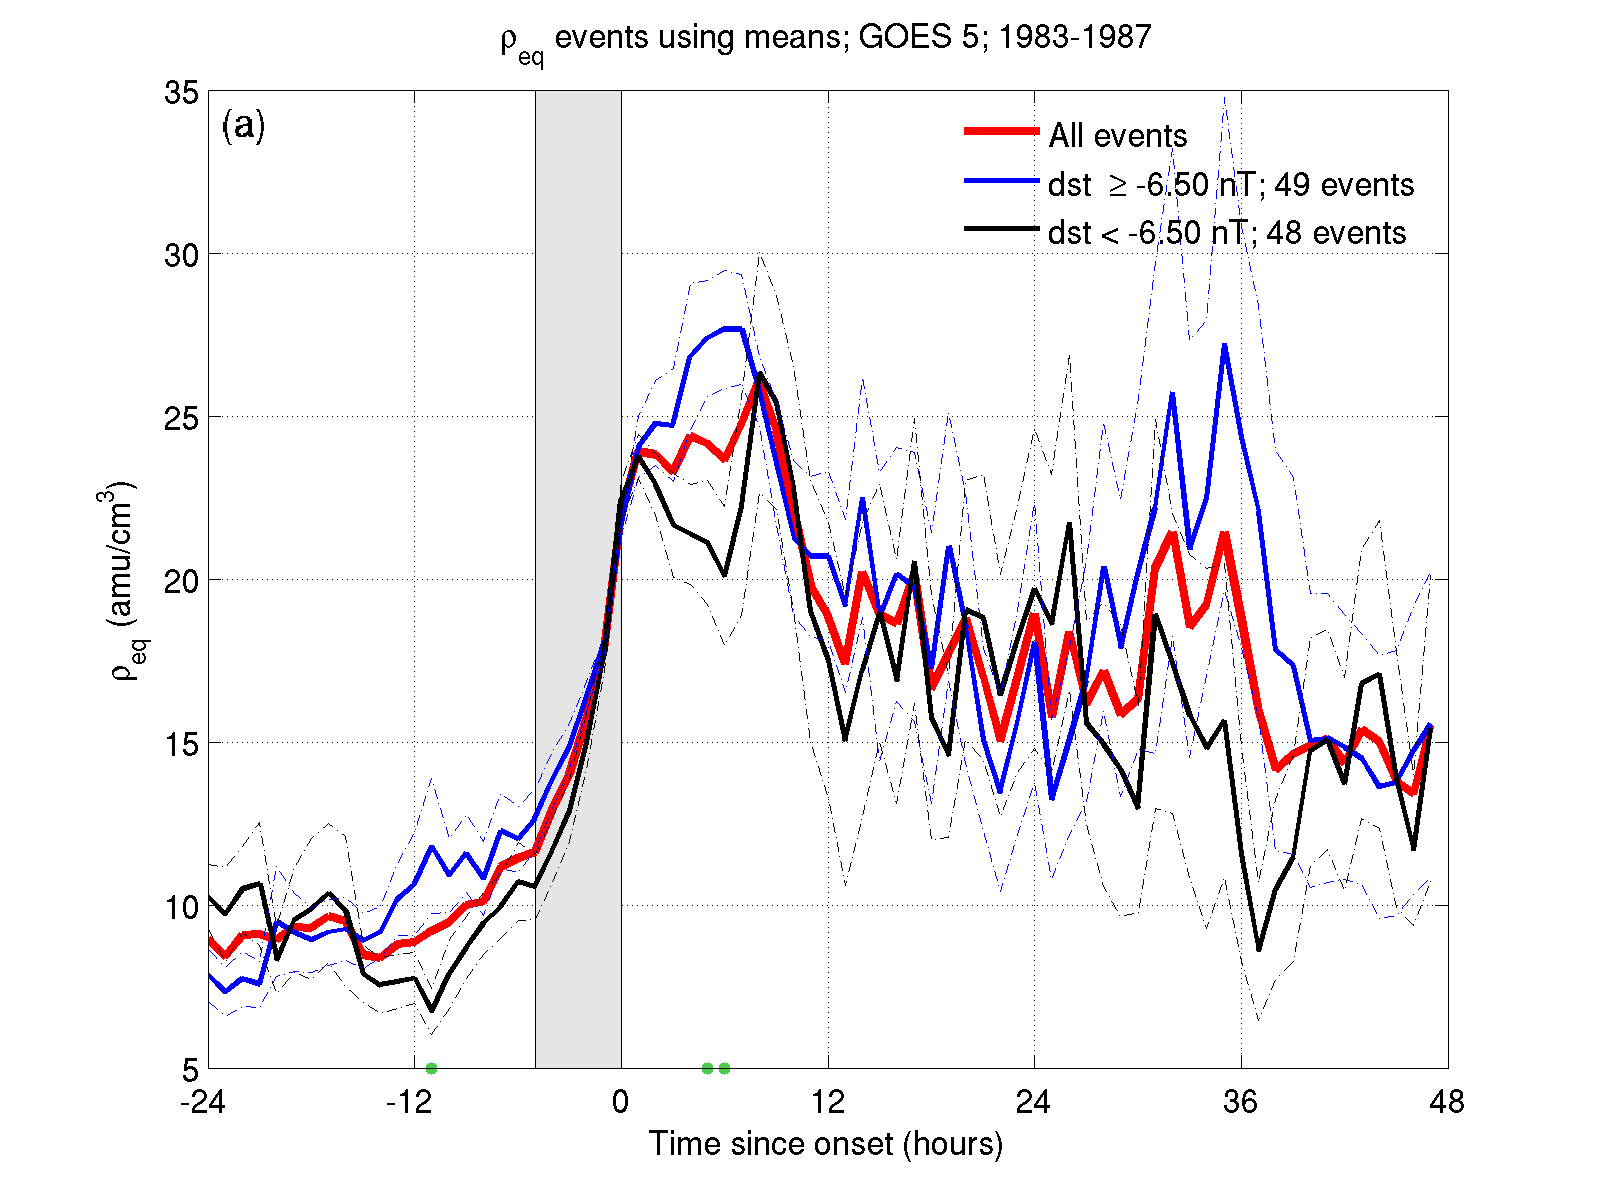 ρeq events using means; GOES 5; 1983-1987
(a)
All events
dst ≥ -6.50 nT; 49 events
dst < -6.50 nT; 48 events
35
30
25
20
15
10
5
ρeq (amu/cm³)
-24 -12 0 12 24 36 48
Time since onset (hours)